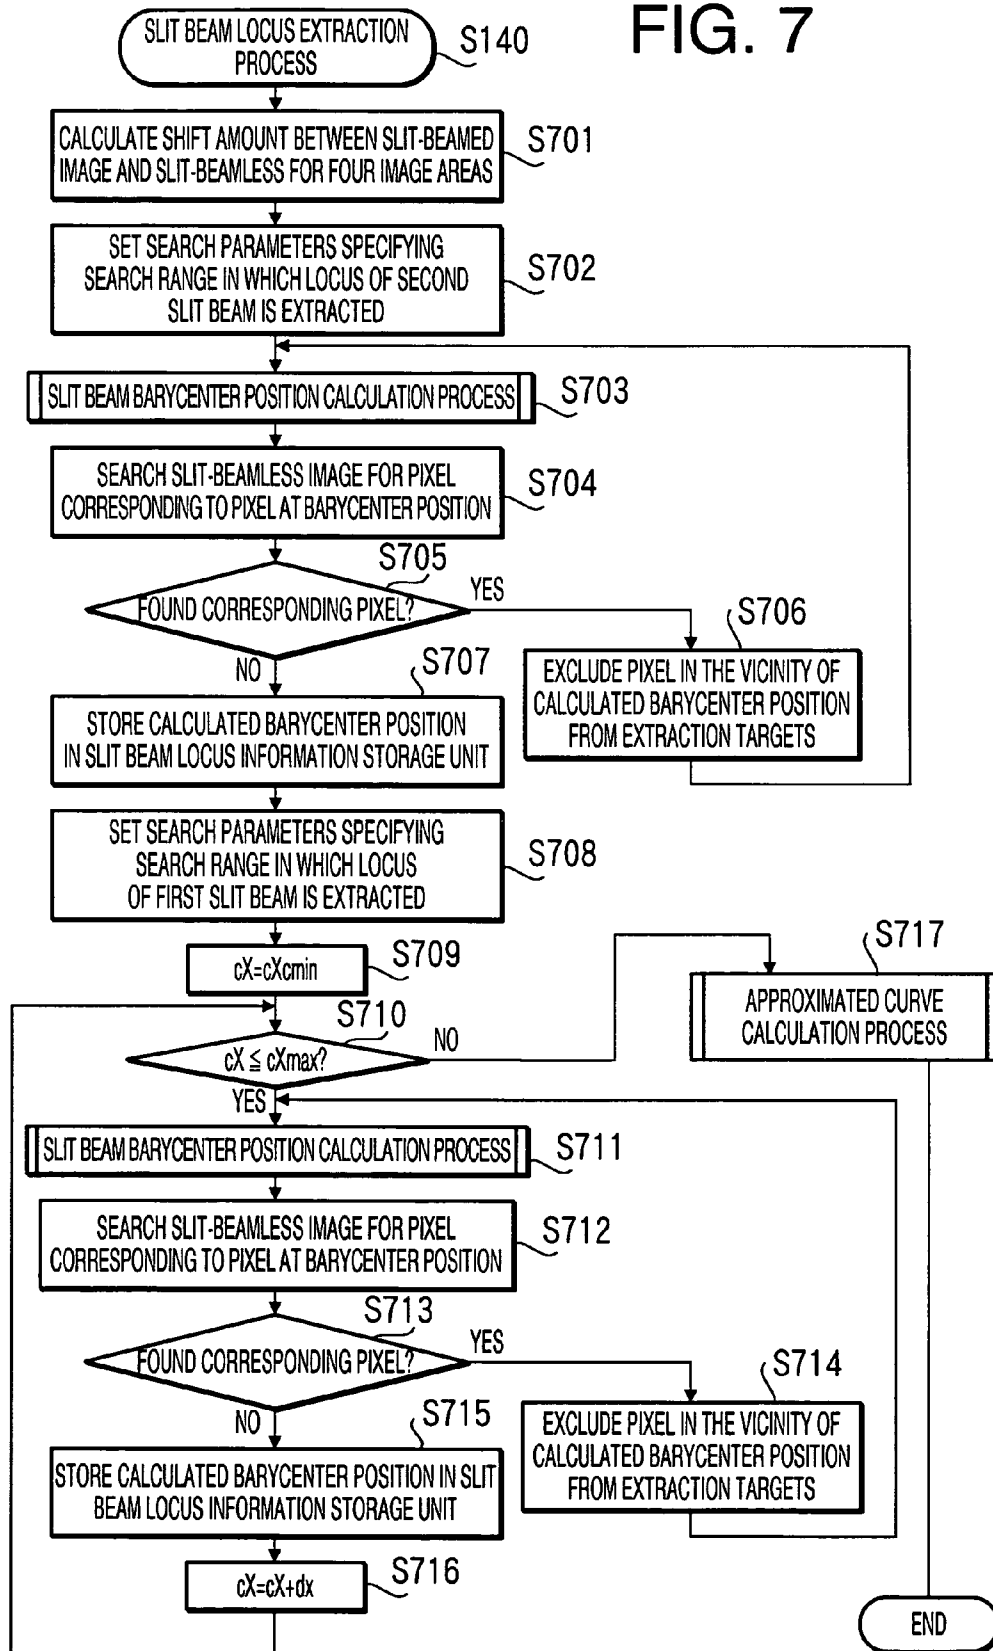 FIG. 7
SLIT BEAM LOCUS EXTRACTION
PROCESS
S140
CALCULATE SHIFT AMOUNT BETWEEN SLIT-BEAMED
IMAGE AND SLIT-BEAMLESS FOR FOUR IMAGE AREAS
S701
SET SEARCH PARAMETERS SPECIFYING
SEARCH RANGE IN WHICH LOCUS OF SECOND
SLIT BEAM IS EXTRACTED
S702
SLIT BEAM BARYCENTER POSITION CALCULATION PROCESS
S703
SEARCH SLIT-BEAMLESS IMAGE FOR PIXEL
CORRESPONDING TO PIXEL AT BARYCENTER POSITION
S704
S705
FOUND CORRESPONDING PIXEL?
YES
NO
S706
EXCLUDE PIXEL IN THE VICINITY OF
CALCULATED BARYCENTER POSITION
FROM EXTRACTION TARGETS
S707
STORE CALCULATED BARYCENTER POSITION
IN SLIT BEAM LOCUS INFORMATION STORAGE UNIT
SET SEARCH PARAMETERS SPECIFYING
SEARCH RANGE IN WHICH LOCUS
OF FIRST SLIT BEAM IS EXTRACTED
S708
cX=cXcmin
S709
S710
cX≦cXmax?
NO
YES
S717
APPROXIMATED CURVE
CALCULATION PROCESS
SLIT BEAM BARYCENTER POSITION CALCULATION PROCESS
S711
SEARCH SLIT-BEAMLESS IMAGE FOR PIXEL
CORRESPONDING TO PIXEL AT BARYCENTER POSITION
S712
S713
FOUND CORRESPONDING PIXEL?
YES
NO
S714
EXCLUDE PIXEL IN THE VICINITY OF
CALCULATED BARYCENTER POSITION
FROM EXTRACTION TARGETS
S715
STORE CALCULATED BARYCENTER POSITION IN SLIT
BEAM LOCUS INFORMATION STORAGE UNIT
cX=cX+dx
S716
END